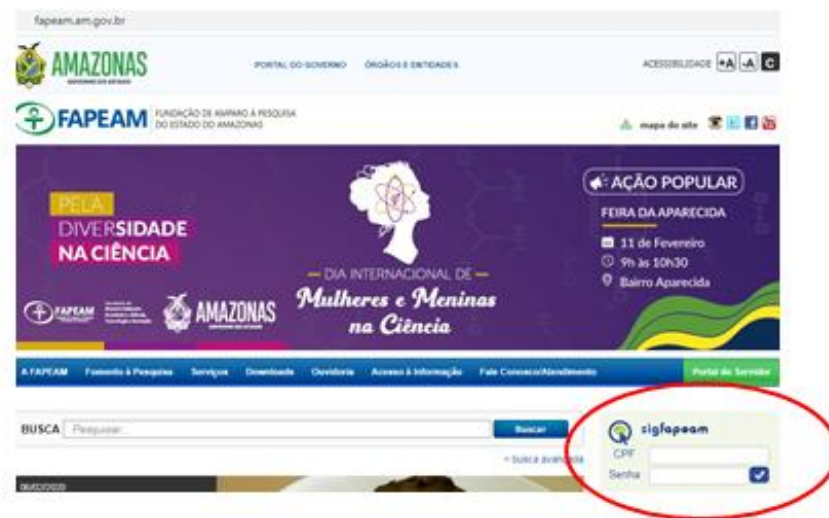 fapeam.am.gov.br
AMAZONAS
GOVERNO DO ESTADO
PORTAL DO GOVERNO ÓRGÃOS E ENTIDADES
ACESSIBILIDADE +A -A C
FAPEAM FUNDAÇÃO DE AMPARO À PESQUISA
DO ESTADO DO AMAZONAS
mapa do site
PELA
DIVERSIDADE
NA CIÊNCIA
DIA INTERNACIONAL DE
Mulheres e Meninas
na Ciência
AÇÃO POPULAR
FEIRA DA APARECIDA
11 de Fevereiro
9h às 10h30
Bairro Aparecida
FAPEAM
AMAZONAS
A FAPEAM Fomento à Pesquisa Serviços Downloads Ouvidoria Acesso à Informação Fale Conosco/Atendimento Portal do Servidor
BUSCA Pesquisar... Buscar
+ busca avançada
sigfapeam
CPF
Senha